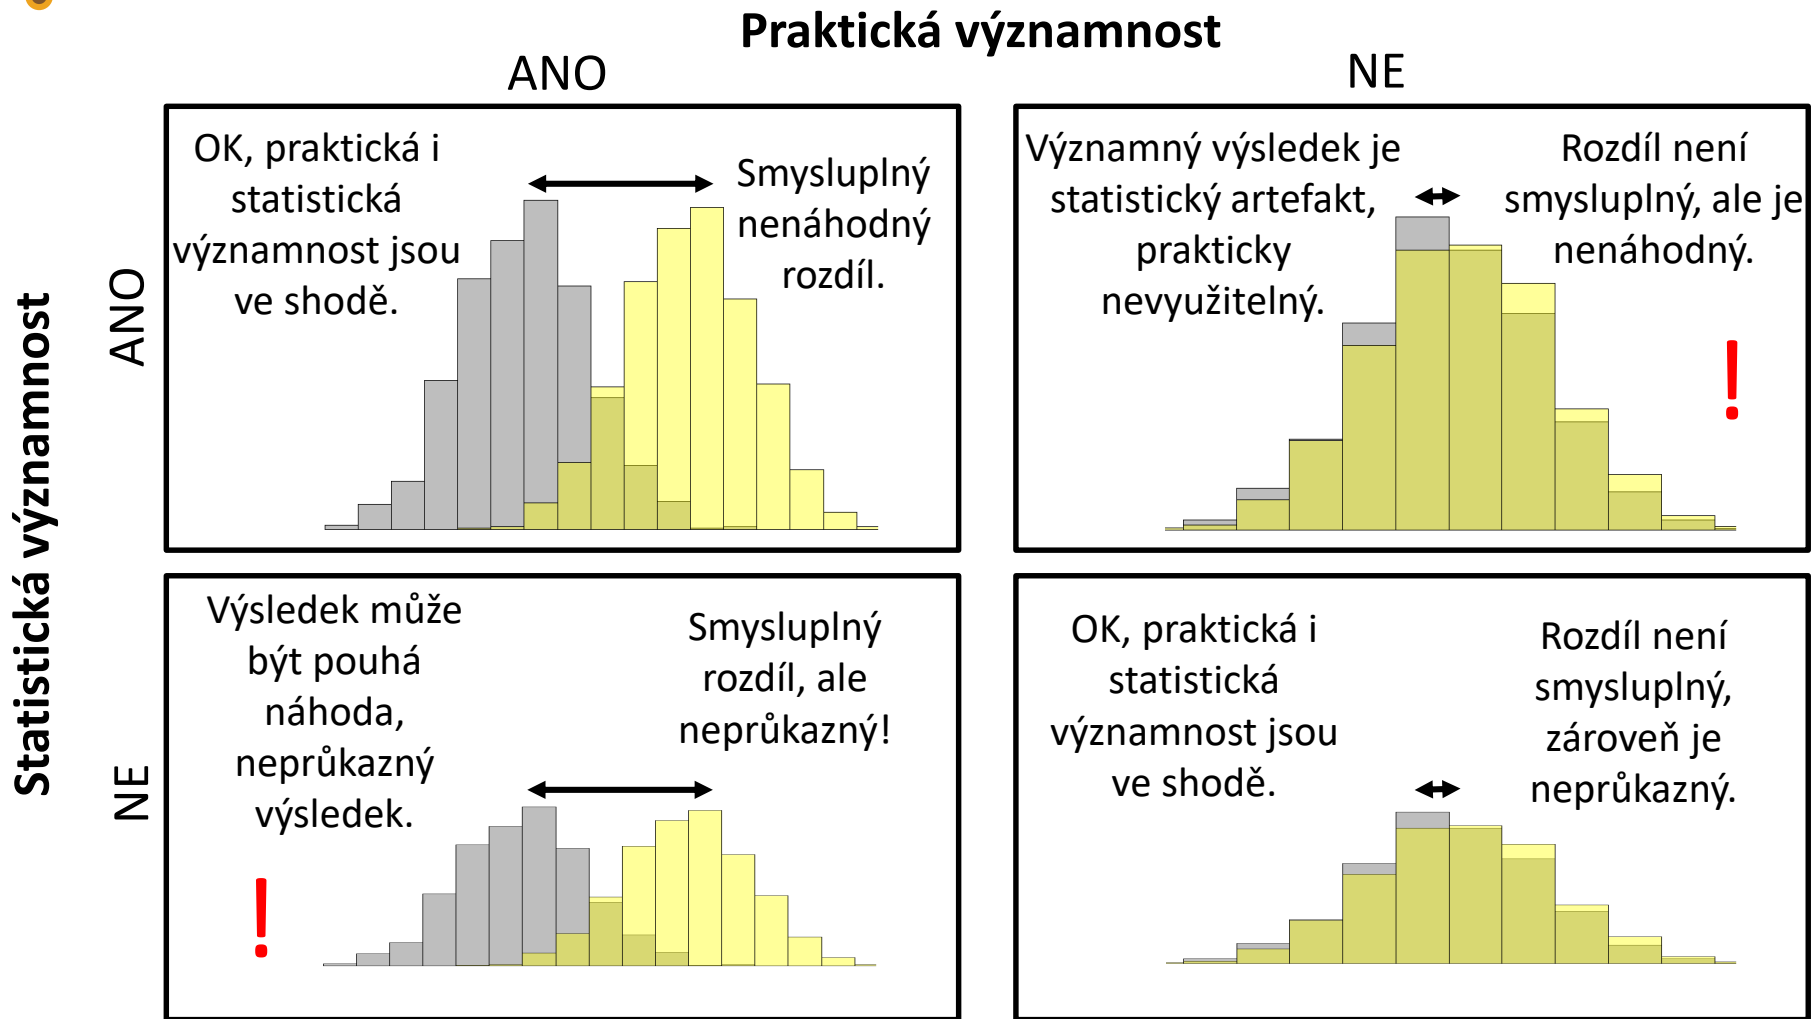 Praktická významnost
ANO
NE
Statistická významnost
ANO
OK, praktická i
statistická
významnost jsou
ve shodě.
Smysluplný
nenáhodný
rozdíl.
Významný výsledek je
statistický artefakt,
prakticky
nevyužitelný.
Rozdíl není
smysluplný, ale je
nenáhodný.
!
NE
Výsledek může
být pouhá
náhoda,
neprůkazný
výsledek.
!
Smysluplný
rozdíl, ale
neprůkazný!
OK, praktická i
statistická
významnost jsou
ve shodě.
Rozdíl není
smysluplný,
zároveň je
neprůkazný.